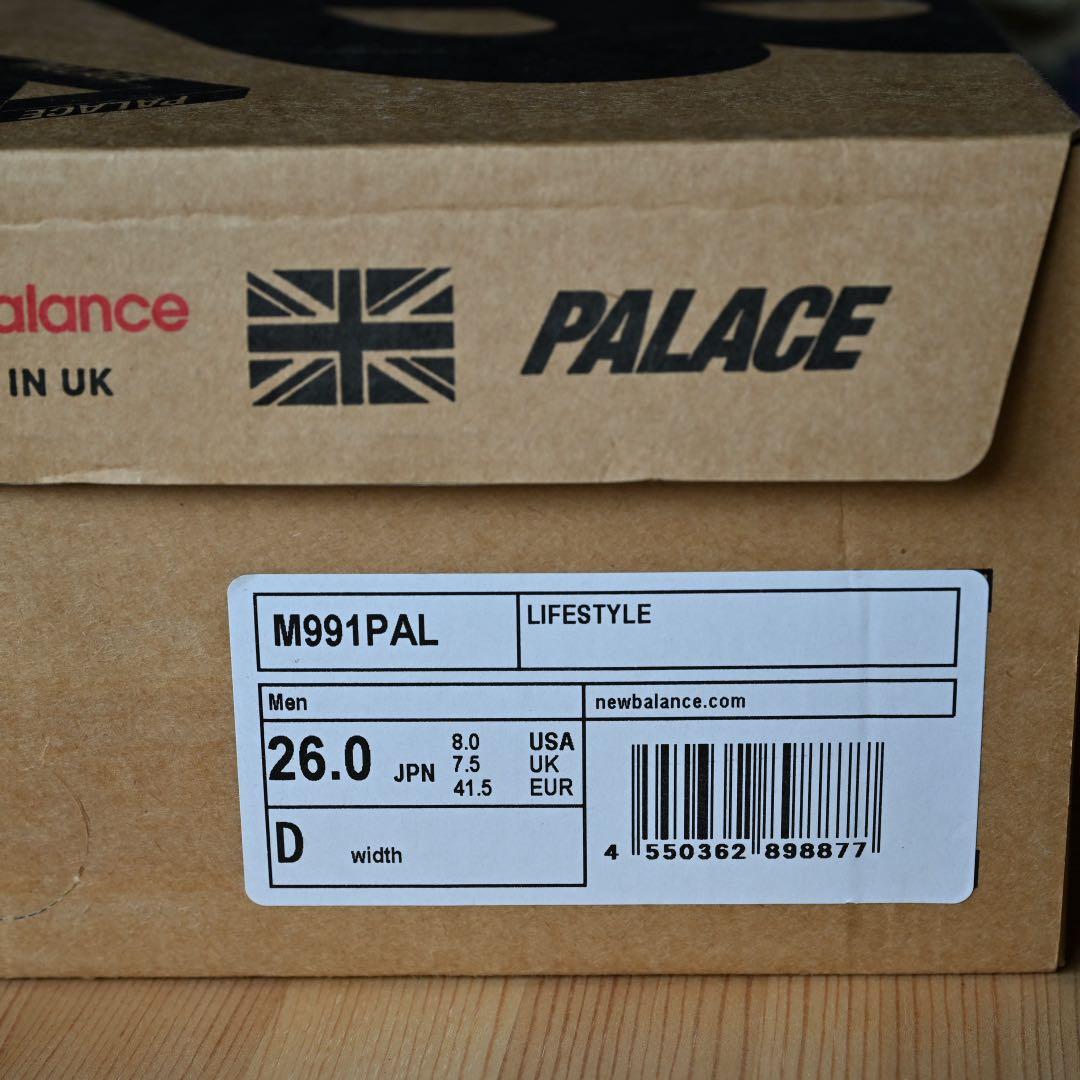 PALACE
alance
IN UK
PALACE
M991PAL
LIFESTYLE
Men
newbalance.com
26.0 JPN
8.0 USA
7.5 UK
41.5 EUR
D width
4 550362 898877